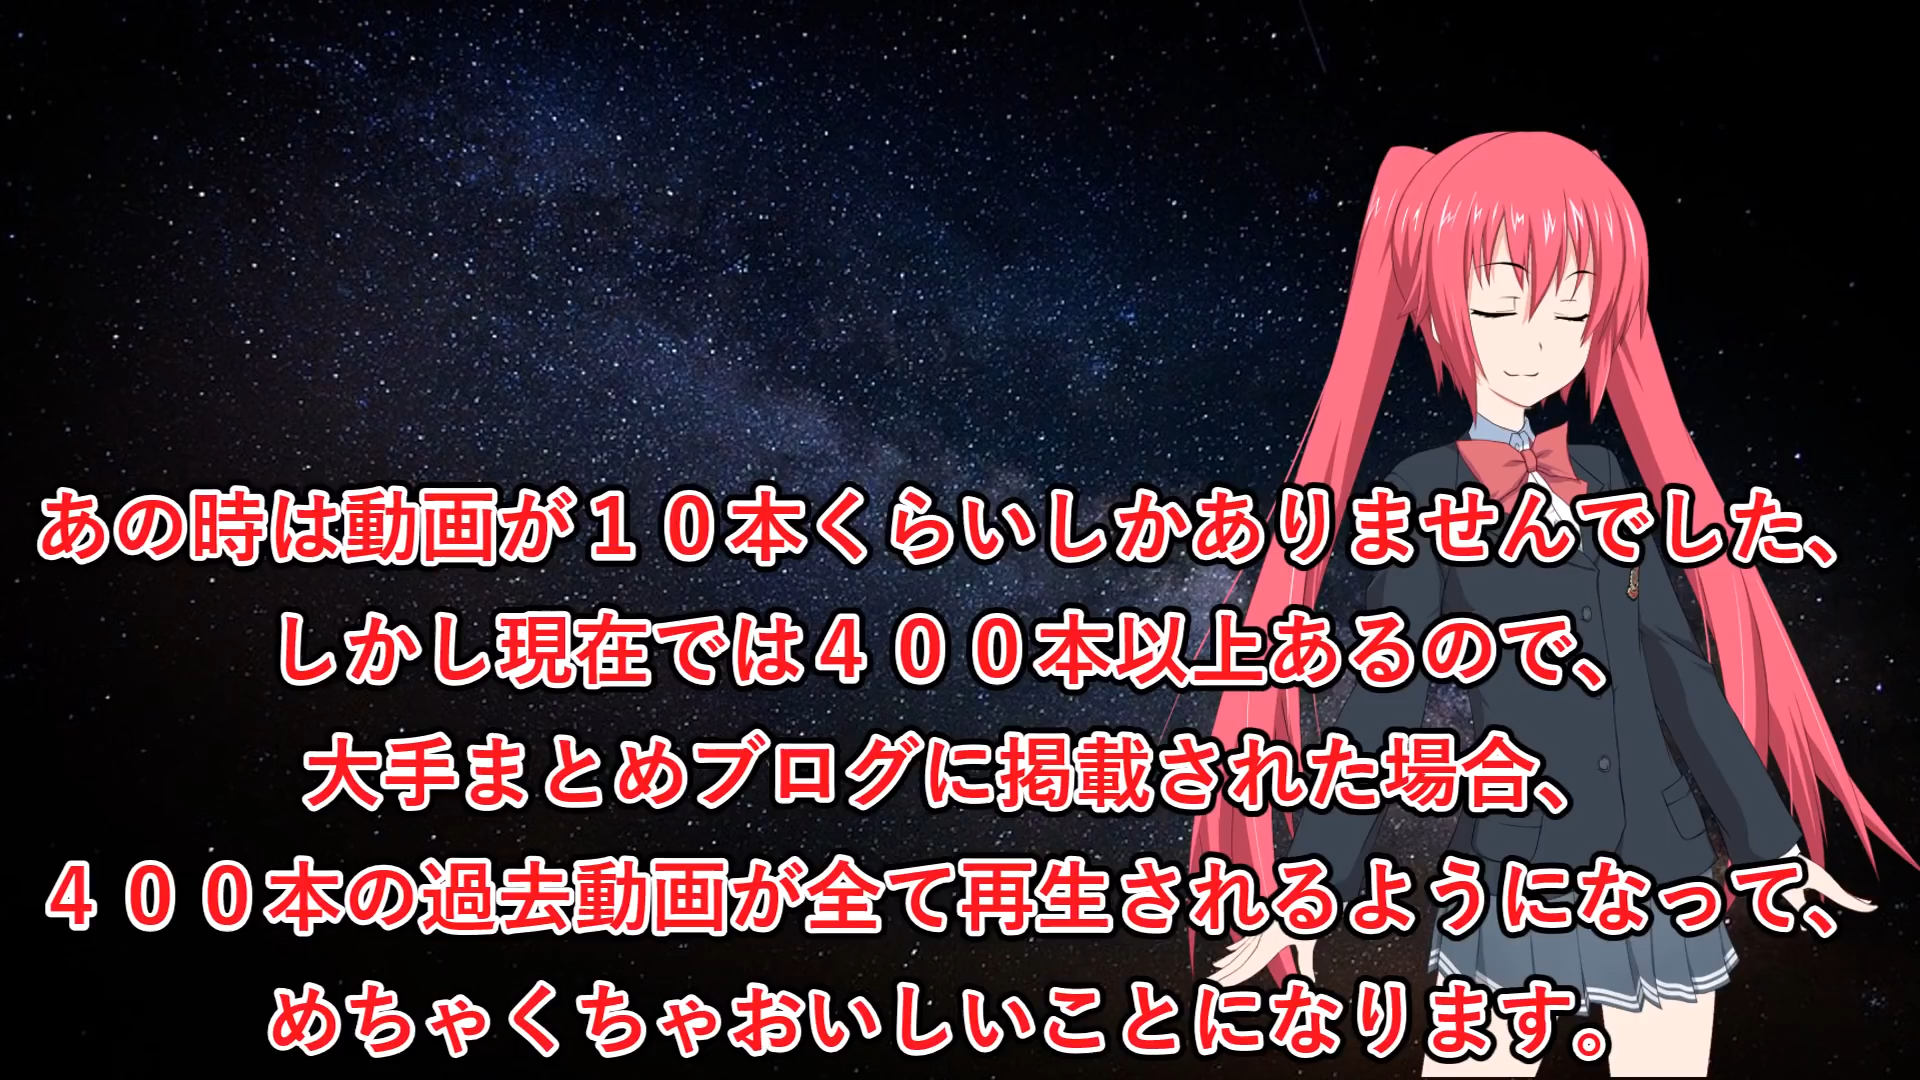 あの時は動画が１０本くらいしかありませんでした、
しかし現在では４００本以上あるので、
大手まとめブログに掲載された場合、
４００本の過去動画が全て再生されるようになって、
めちゃくちゃおいしいことになります。